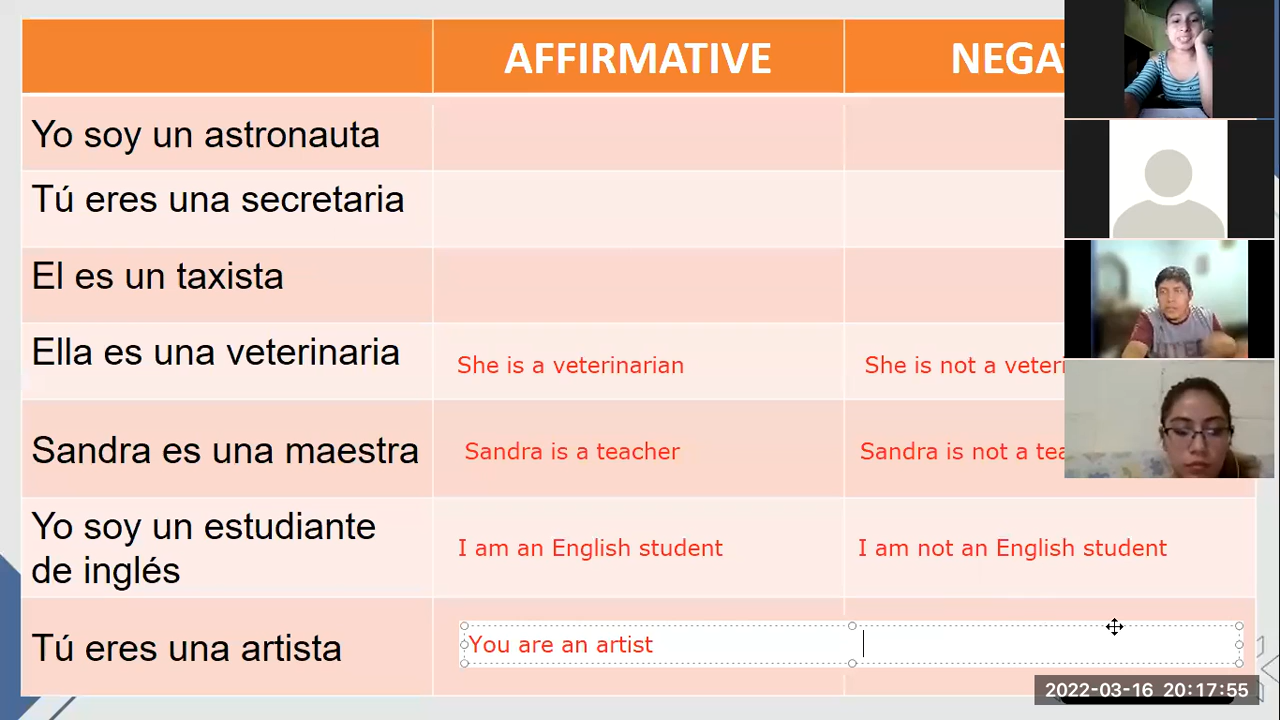 AFFIRMATIVE NEGA
Yo soy un astronauta
Tú eres una secretaria
El es un taxista
Ella es una veterinaria She is a veterinarian She is not a veteri
Sandra es una maestra Sandra is a teacher Sandra is not a tea
Yo soy un estudiante
de inglés I am an English student I am not an English student
Tú eres una artista You are an artist
2022-03-16 20:17:55